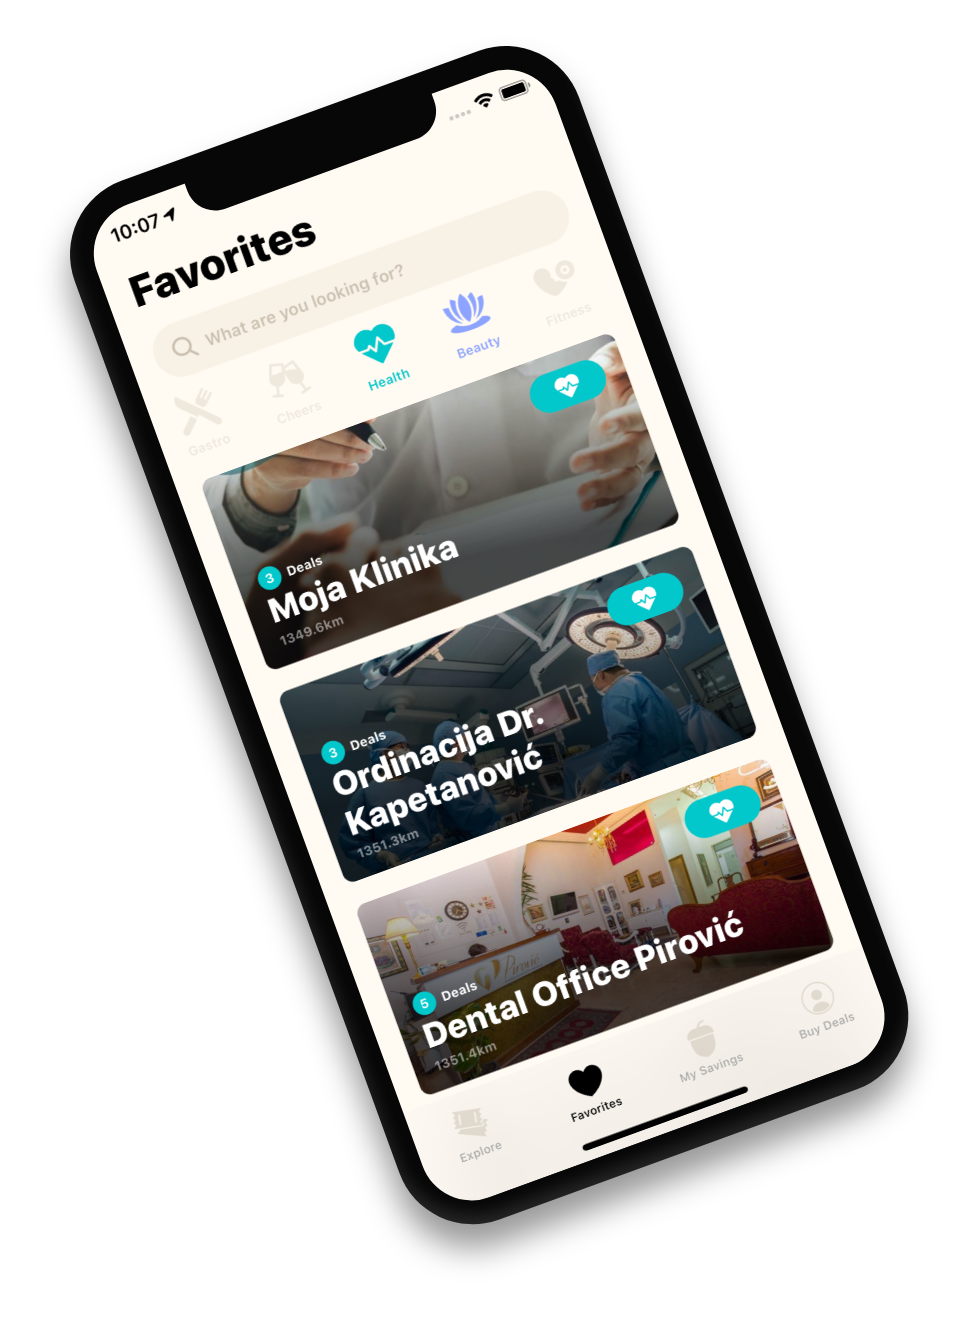 10:07
Favorites
What are you looking for?
Gastro
Cheers
Health
Beauty
Fitness
3 Deals
Moja Klinika
1349.6km
3 Deals
Ordinacija Dr.
Kapetanović
1351.3km
Pirović
5 Deals
Dental Office Pirović
1351.4km
Explore
Favorites
My Savings
Buy Deals